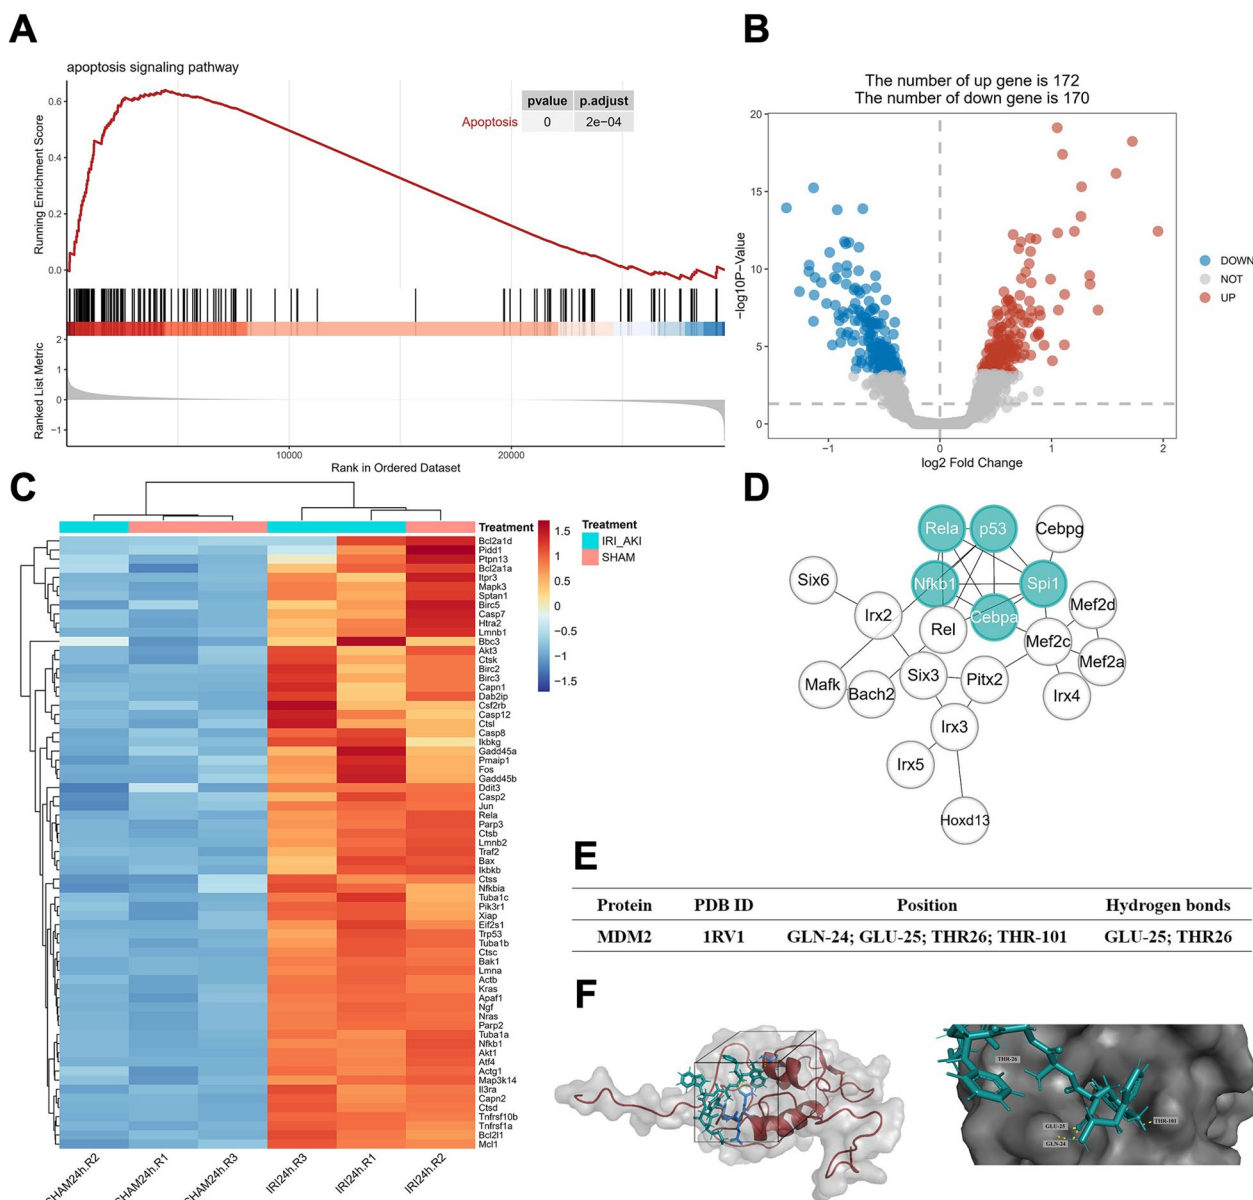 A
apoptosis signaling pathway
Running Enrichment Score
0.6
0.4
0.2
0.0
pvalue p.adjust
Apoptosis 0 2e−04
Ranked List Metric
2
1
0
−1
10000 20000
Rank in Ordered Dataset
B
The number of up gene is 172
The number of down gene is 170
−log10P−Value
20
15
10
5
0
−1 0 1 2
log2 Fold Change
DOWN
NOT
UP
C
Treatment
Bcl2a1d
Pidd1
Ptpn13
Bcl2a1a
Itpr3
Mapk3
Sptan1
Birc5
Casp7
Htra2
Lmnb1
Bbc3
Akt3
Ctsk
Birc2
Birc3
Capn1
Dab2ip
Csf2rb
Casp12
Ctsl
Casp8
Ikbkg
Gadd45a
Pmaip1
Fos
Gadd45b
Ddit3
Casp2
Jun
Rela
Parp3
Ctsb
Lmnb2
Traf2
Bax
Ikbkb
Ctss
Nfkbia
Tuba1c
Pik3r1
Xiap
Eif2s1
Trp53
Tuba1b
Ctsc
Bak1
Lmna
Actb
Kras
Apaf1
Ngf
Nras
Parp2
Tuba1a
Nfkb1
Akt1
Atf4
Actg1
Map3k14
Il3ra
Capn2
Ctsd
Tnfrsf10b
Tnfrsf1a
Bcl2l1
Mcl1
SHAM24h.R2
SHAM24h.R1
SHAM24h.R3
IRI24h.R3
IRI24h.R1
IRI24h.R2
1.5
1
0.5
0
−0.5
−1
−1.5
Treatment
IRI_AKI
SHAM
D
Rela
p53
Cebpg
Six6
Nfkb1
Spi1
Irx2
Rel
Cebpa
Mef2d
Mef2c
Mef2a
Mafk
Bach2
Six3
Pitx2
Irx4
Irx3
Irx5
Hoxd13
E
Protein PDB ID Position Hydrogen bonds
MDM2 1RV1 GLN-24; GLU-25; THR26; THR-101 GLU-25; THR26
F
THR-26
GLU-25
GLN-24
THR-101